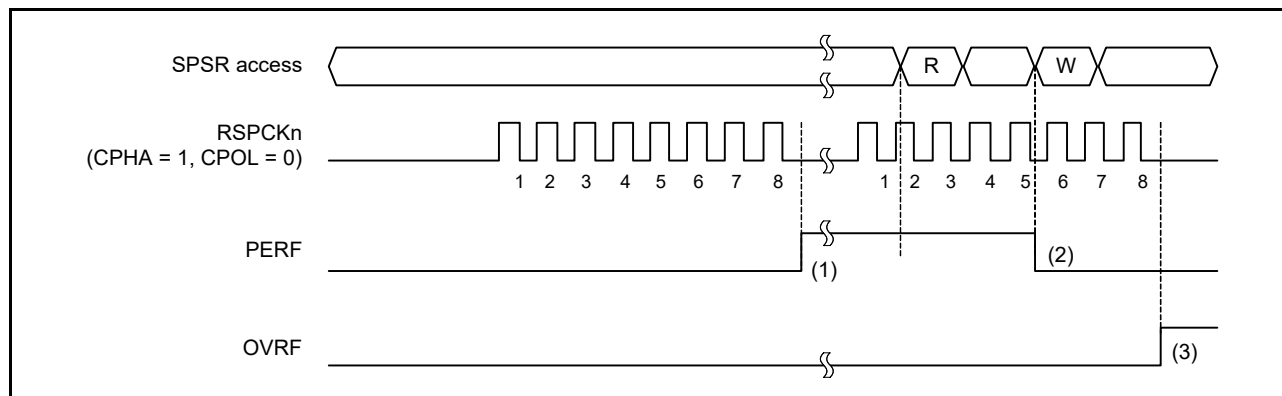 SPSR access
R
W
RSPCKn
(CPHA = 1, CPOL = 0)
1 2 3 4 5 6 7 8 1 2 3 4 5 6 7 8
PERF
(1)
(2)
OVRF
(3)